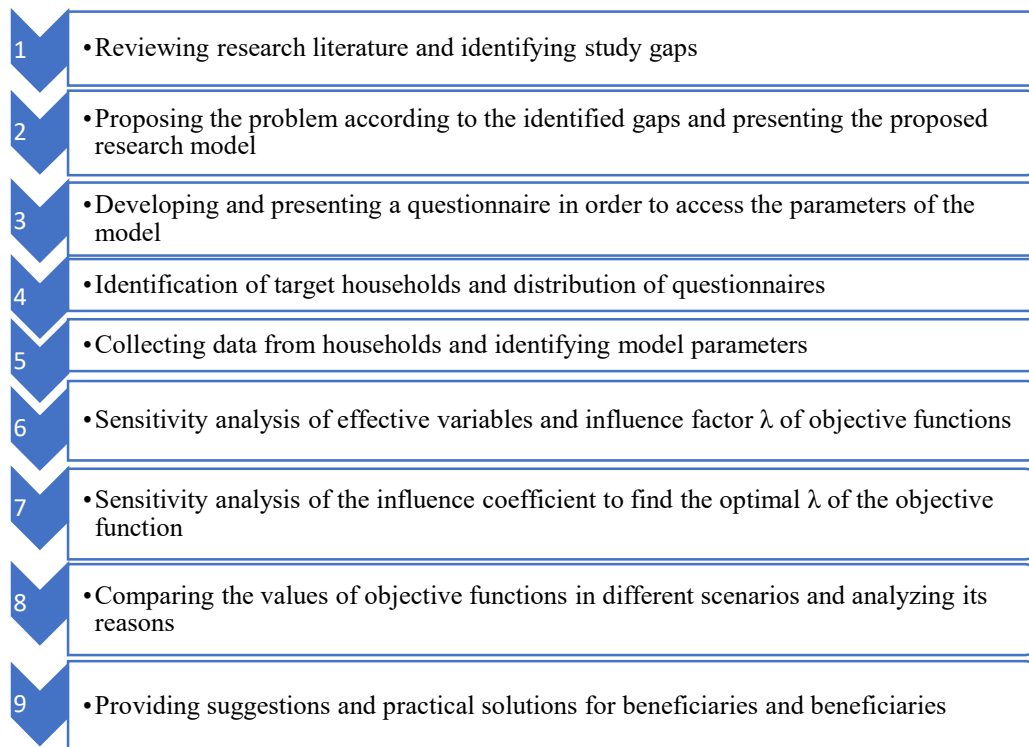 1
•Reviewing research literature and identifying study gaps
2
•Proposing the problem according to the identified gaps and presenting the proposed
research model
3
•Developing and presenting a questionnaire in order to access the parameters of the
model
4
•Identification of target households and distribution of questionnaires
5
•Collecting data from households and identifying model parameters
6
•Sensitivity analysis of effective variables and influence factor λ of objective functions
7
•Sensitivity analysis of the influence coefficient to find the optimal λ of the objective
function
8
•Comparing the values of objective functions in different scenarios and analyzing its
reasons
9
•Providing suggestions and practical solutions for beneficiaries and beneficiaries